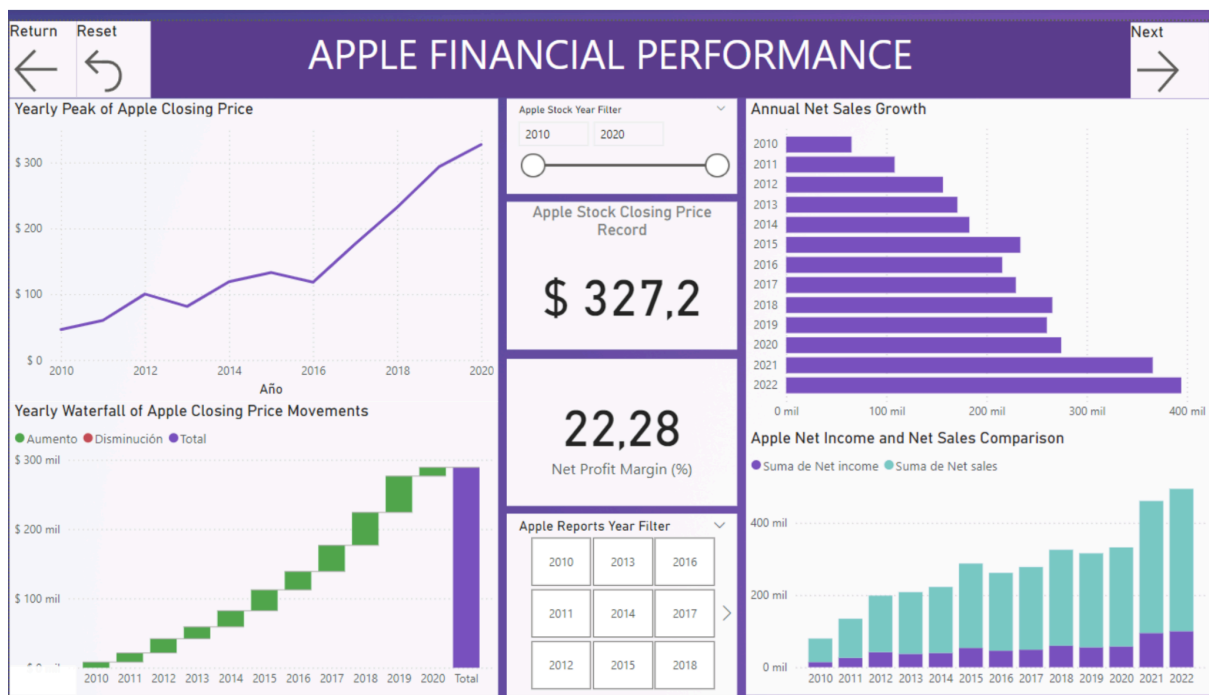 Return
Reset
APPLE FINANCIAL PERFORMANCE
Next
Yearly Peak of Apple Closing Price
$ 300
$ 200
$ 100
$ 0
2010 2012 2014 2016 2018 2020
Año
Yearly Waterfall of Apple Closing Price Movements
Aumento Disminución Total
$ 300 mil
$ 200 mil
$ 100 mil
2010 2011 2012 2013 2014 2015 2016 2017 2018 2019 2020 Total
Apple Stock Year Filter
2010 2020
Apple Stock Closing Price
Record
$ 327,2
22,28
Net Profit Margin (%)
Apple Reports Year Filter
2010 2013 2016
2011 2014 2017
2012 2015 2018
Annual Net Sales Growth
2010
2011
2012
2013
2014
2015
2016
2017
2018
2019
2020
2021
2022
0 mil 100 mil 200 mil 300 mil 400 mil
Apple Net Income and Net Sales Comparison
Suma de Net income Suma de Net sales
400 mil
200 mil
0 mil
2010 2011 2012 2013 2014 2015 2016 2017 2018 2019 2020 2021 2022